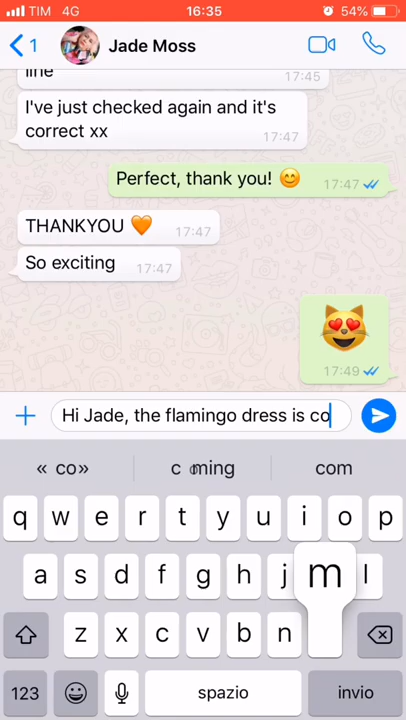 TIM 4G 16:35 54%
1 Jade Moss
line
17:45
I've just checked again and it's
correct xx
17:47
Perfect, thank you! 😊 17:47
THANKYOU 🧡 17:47
So exciting 17:47
😻
17:49
Hi Jade, the flamingo dress is co
« co» coming com
q w e r t y u i o p
a s d f g h j m l
z x c v b n
123 spazio invio